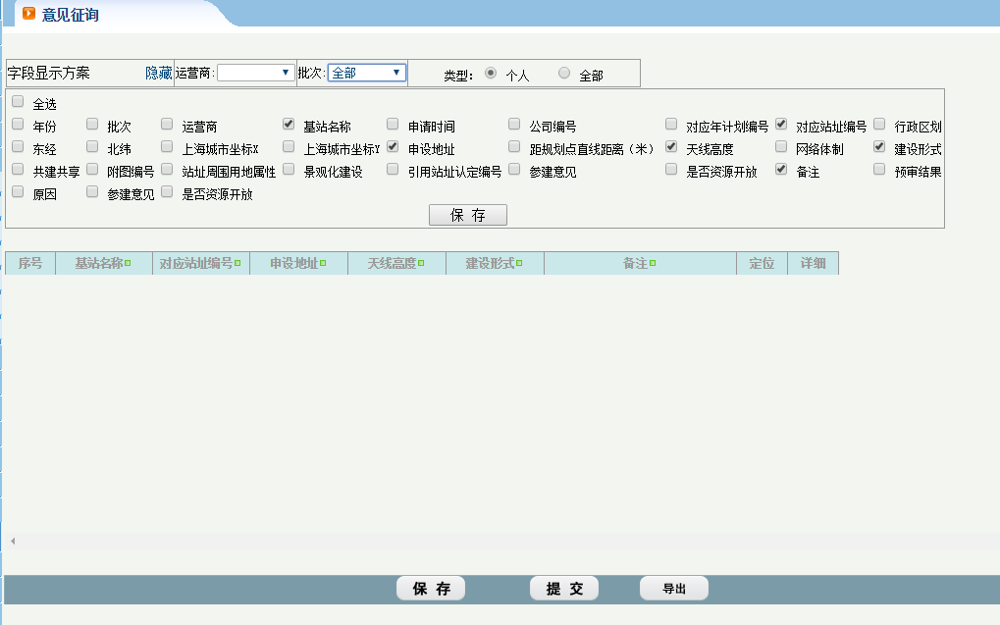 意见征询
字段显示方案 隐藏 运营商: 批次: 全部 类型: 个人 全部
全选
年份 批次 运营商 基站名称 申请时间 公司编号 对应年计划编号 对应站址编号 行政区划
东经 北纬 上海城市坐标X 上海城市坐标Y 申设地址 距规划点直线距离（米） 天线高度 网络体制 建设形式
共建共享 附图编号 站址周围用地属性 景观化建设 引用站址认定编号 参建意见 是否资源开放 备注 预审结果
原因 参建意见 是否资源开放
保 存
序号 基站名称 对应站址编号 申设地址 天线高度 建设形式 备注 定位 详细
保 存 提 交 导出